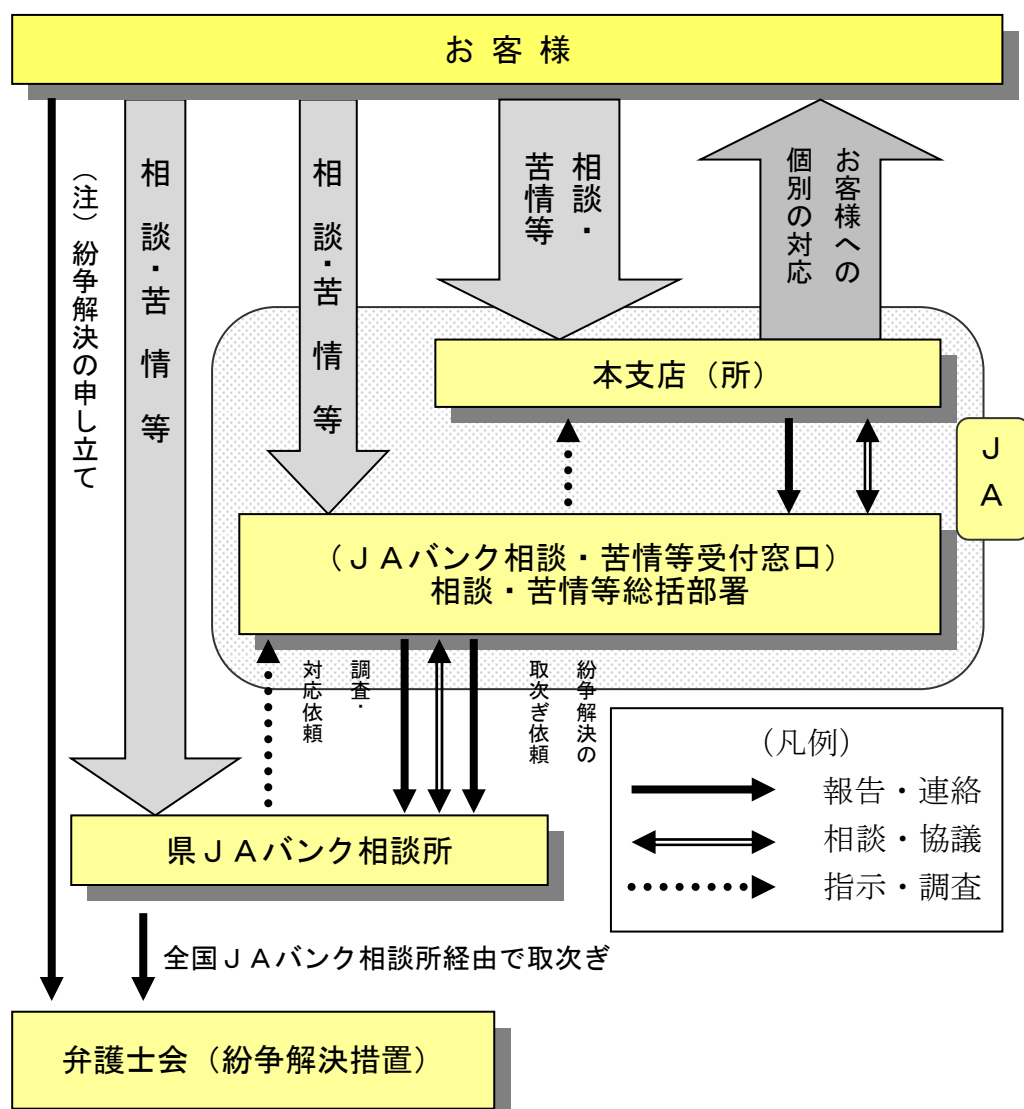 お 客 様
（注）紛争解決の申し立て
相 談・苦 情 等
相 談・苦 情 等
相談・
苦情等
お客様への
個別の対応
本支店（所）
ＪＡ
（ＪＡバンク相談・苦情等受付窓口）
相談・苦情等総括部署
調査・
対応依頼
紛争解決の
取次ぎ依頼
（凡例）
報告・連絡
相談・協議
指示・調査
県ＪＡバンク相談所
全国ＪＡバンク相談所経由で取次ぎ
弁護士会（紛争解決措置）